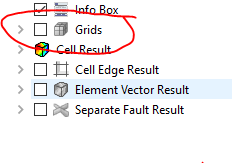 Info Box
Grids
Cell Result
Cell Edge Result
Element Vector Result
Separate Fault Result